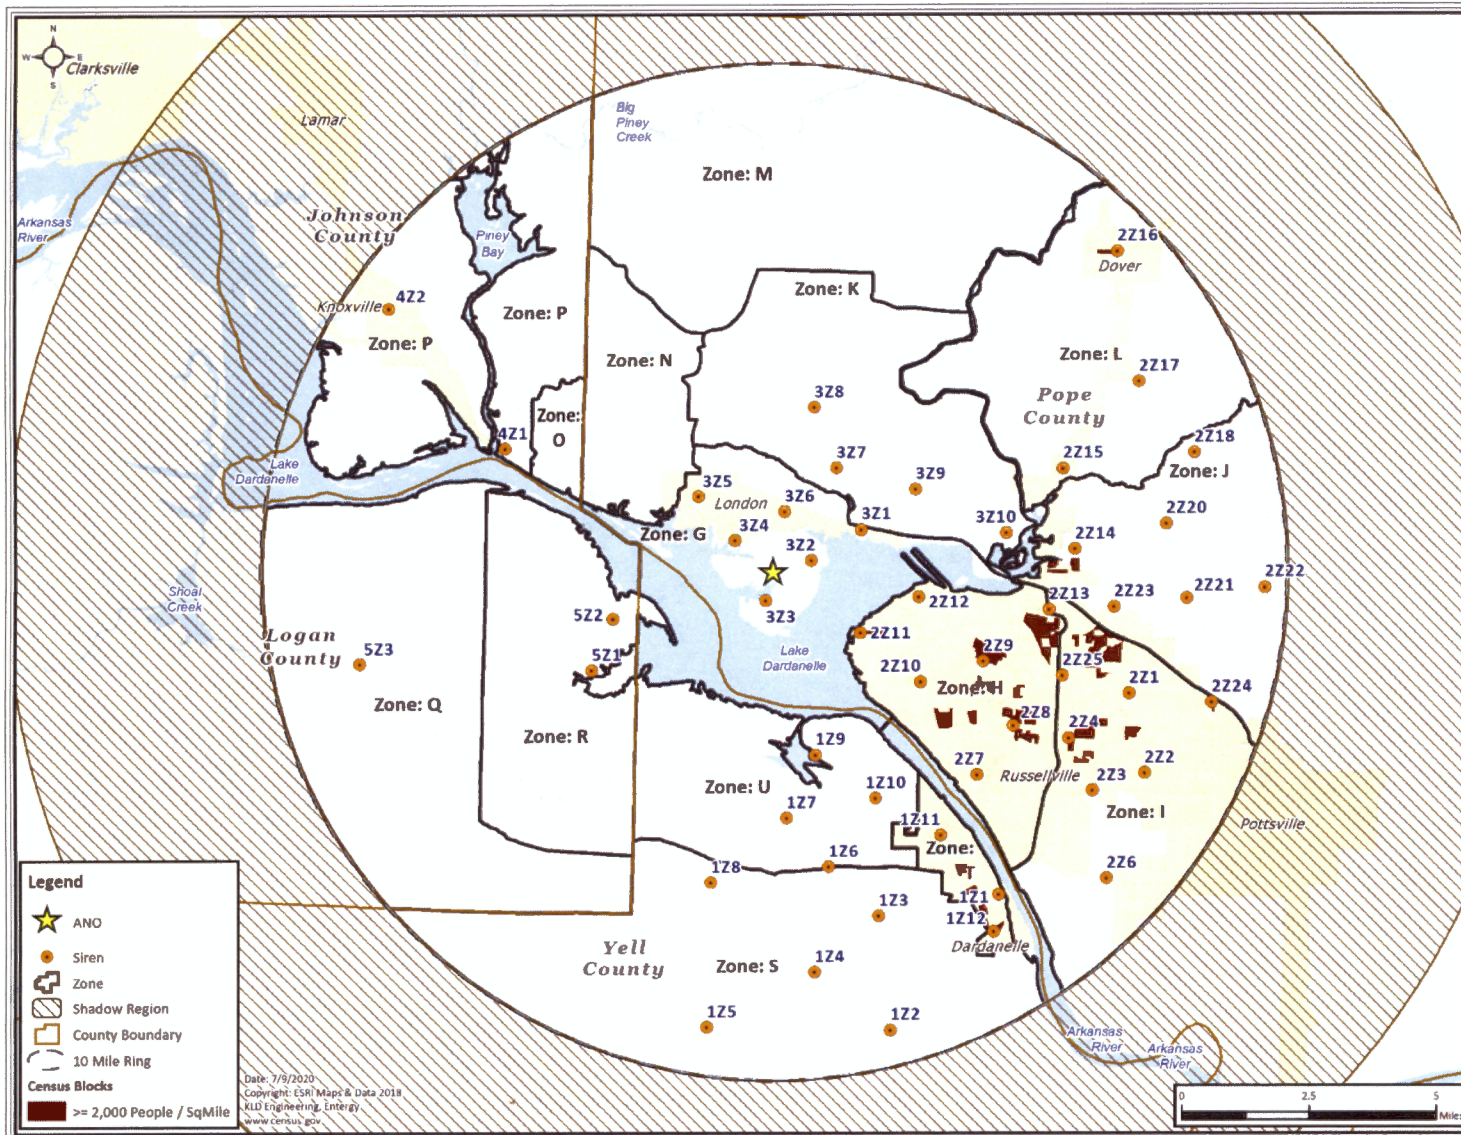 N
W
E
S
Clarksville
Lamar
Big
Piney
Creek
Zone: M
Johnson
County
Arkansas
River
Piney
Bay
2Z16
Dover
Zone: K
4Z2
Knoxville
Zone: P
Zone: P
Zone: N
Zone: L
2Z17
Pope
County
3Z8
Zone:
O
4Z1
2Z18
Zone: J
2Z15
3Z7
3Z9
Lake
Dardanelle
3Z5
London
3Z6
3Z1
3Z10
2Z20
Zone: G
3Z4
3Z2
2Z14
2Z22
2Z21
2Z23
2Z13
2Z12
Shoal
Creek
3Z3
5Z2
2Z11
Logan
County
5Z3
5Z1
Lake
Dardanelle
2Z9
2Z10
2Z25
Zone: H
2Z1
2Z24
Zone: Q
Zone: R
2Z8
2Z4
1Z9
2Z7
Russellville
2Z3
2Z2
Zone: U
1Z10
1Z7
Zone: I
Pottsville
1Z11
Zone:
1Z6
1Z8
2Z6
1Z1
1Z3
1Z12
Dardanelle
Yell
County
Zone: S
1Z4
1Z5
1Z2
Arkansas
River
Arkansas
River
Legend
ANO
Siren
Zone
Shadow Region
County Boundary
10 Mile Ring
Census Blocks
>= 2,000 People / SqMile
Date: 7/9/2020
Copyright: ESRI Maps & Data 2018
KLD Engineering, Entergy
www.census.gov
0
2.5
5
Miles